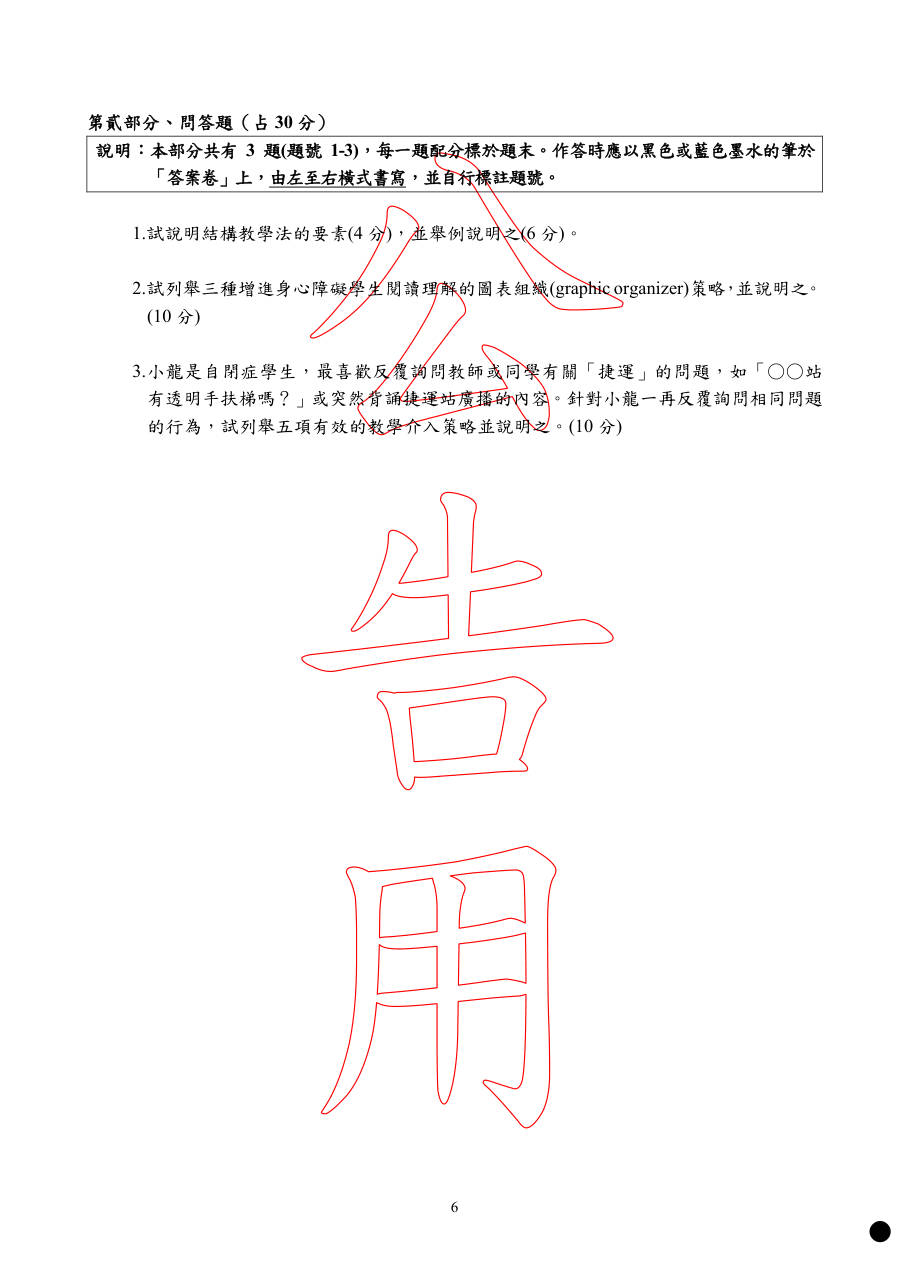 第貳部分、問答題（占 30 分）
說明：本部分共有 3 題(題號 1-3)，每一題配分標於題末。作答時應以黑色或藍色墨水的筆於
「答案卷」上，由左至右橫式書寫，並自行標註題號。
1.試說明結構教學法的要素(4 分)，並舉例說明之(6 分)。
2.試列舉三種增進身心障礙學生閱讀理解的圖表組織(graphic organizer)策略，並說明之。
(10 分)
3.小龍是自閉症學生，最喜歡反覆詢問教師或同學有關「捷運」的問題，如「○○站
有透明手扶梯嗎？」或突然背誦捷運站廣播的內容。針對小龍一再反覆詢問相同問題
的行為，試列舉五項有效的教學介入策略並說明之。(10 分)
公
告
用
6